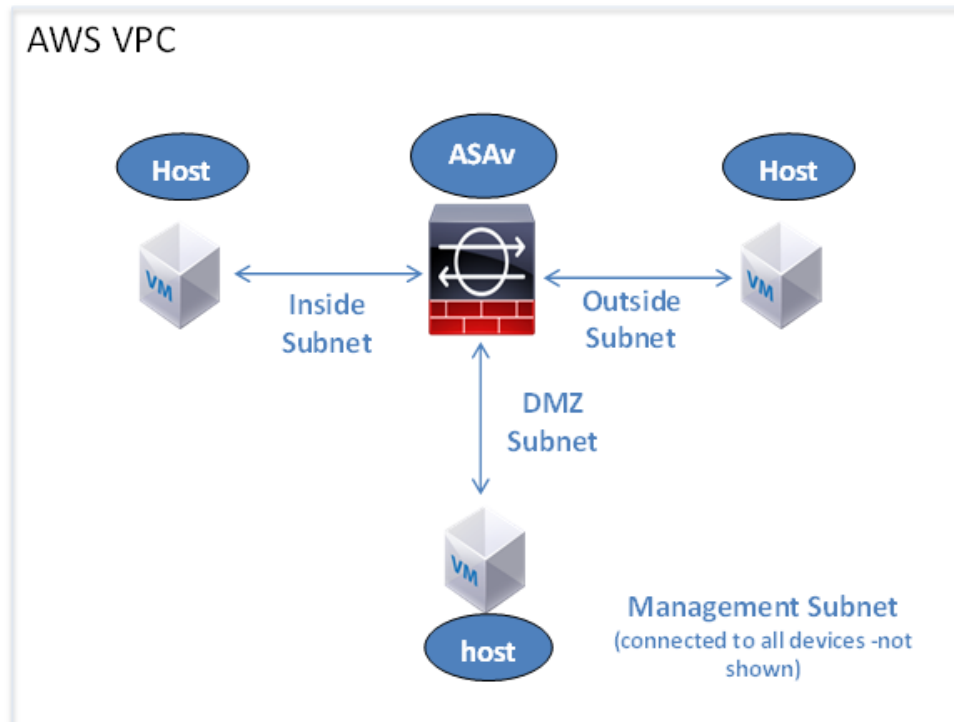 AWS VPC
Host
ASAv
Host
VM
VM
Inside
Subnet
Outside
Subnet
DMZ
Subnet
VM
host
Management Subnet
(connected to all devices -not
shown)